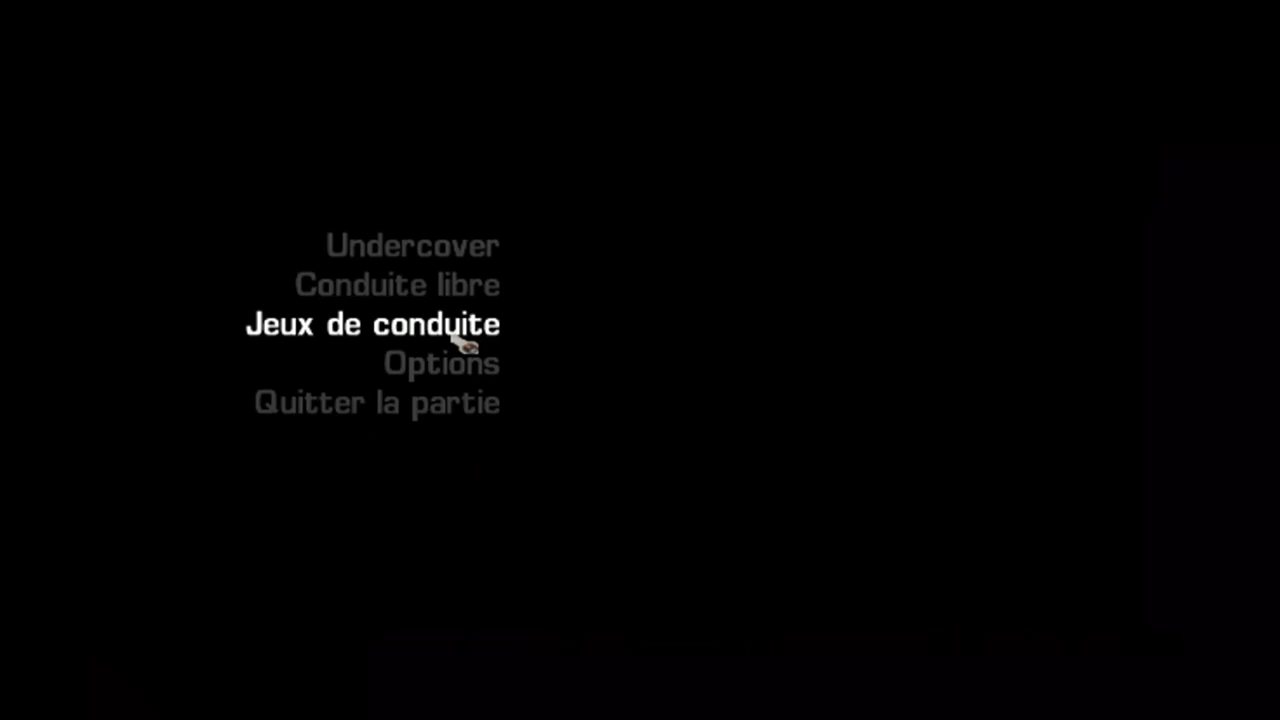 Undercover
Conduite libre
Jeux de conduite
Options
Quitter la partie